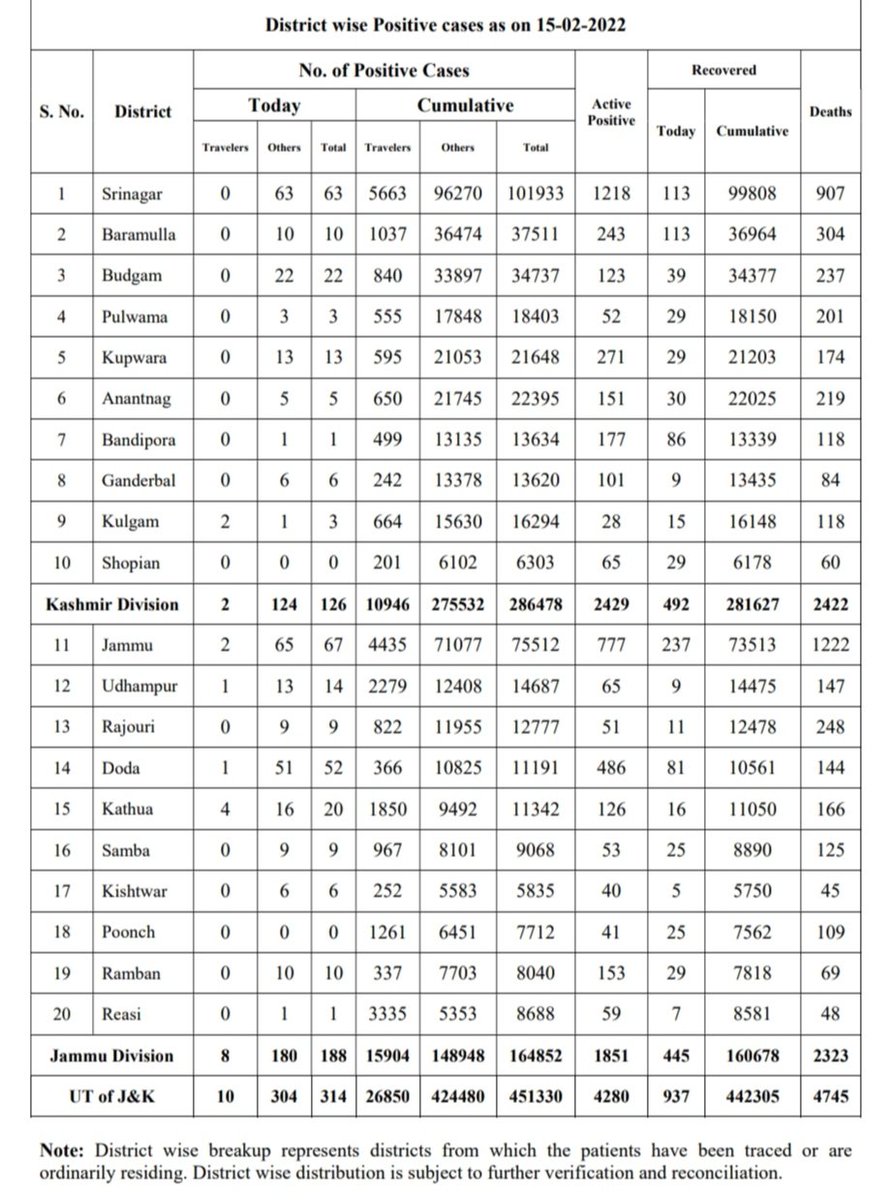 District wise Positive cases as on 15-02-2022
S. No. District No. of Positive Cases Active Positive Recovered Deaths
Today Cumulative Today Cumulative
Travelers Others Total Travelers Others Total
1 Srinagar 0 63 63 5663 96270 101933 1218 113 99808 907
2 Baramulla 0 10 10 1037 36474 37511 243 113 36964 304
3 Budgam 0 22 22 840 33897 34737 123 39 34377 237
4 Pulwama 0 3 3 555 17848 18403 52 29 18150 201
5 Kupwara 0 13 13 595 21053 21648 271 29 21203 174
6 Anantnag 0 5 5 650 21745 22395 151 30 22025 219
7 Bandipora 0 1 1 499 13135 13634 177 86 13339 118
8 Ganderbal 0 6 6 242 13378 13620 101 9 13435 84
9 Kulgam 2 1 3 664 15630 16294 28 15 16148 118
10 Shopian 0 0 0 201 6102 6303 65 29 6178 60
Kashmir Division 2 124 126 10946 275532 286478 2429 492 281627 2422
11 Jammu 2 65 67 4435 71077 75512 777 237 73513 1222
12 Udhampur 1 13 14 2279 12408 14687 65 9 14475 147
13 Rajouri 0 9 9 822 11955 12777 51 11 12478 248
14 Doda 1 51 52 366 10825 11191 486 81 10561 144
15 Kathua 4 16 20 1850 9492 11342 126 16 11050 166
16 Samba 0 9 9 967 8101 9068 53 25 8890 125
17 Kishtwar 0 6 6 252 5583 5835 40 5 5750 45
18 Poonch 0 0 0 1261 6451 7712 41 25 7562 109
19 Ramban 0 10 10 337 7703 8040 153 29 7818 69
20 Reasi 0 1 1 3335 5353 8688 59 7 8581 48
Jammu Division 8 180 188 15904 148948 164852 1851 445 160678 2323
UT of J&K 10 304 314 26850 424480 451330 4280 937 442305 4745
Note: District wise breakup represents districts from which the patients have been traced or are
ordinarily residing. District wise distribution is subject to further verification and reconciliation.